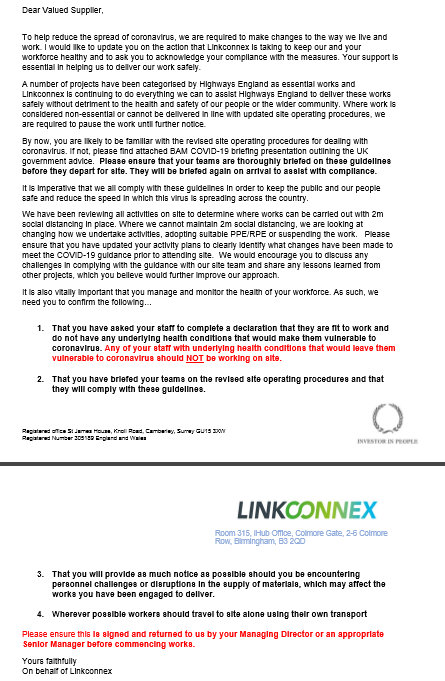 Dear Valued Supplier,
To help reduce the spread of coronavirus, we are required to make changes to the way we live and
work. I would like to update you on the action that Linkconnex is taking to keep our and your
workforce healthy and to ask you to acknowledge your compliance with the measures. Your support is
essential in helping us to deliver our work safely.
A number of projects have been categorised by Highways England as essential works and
Linkconnex is continuing to do everything we can to assist Highways England to deliver these works
safely without detriment to the health and safety of our people or the wider community. Where work is
considered non-essential or cannot be delivered in line with updated site operating procedures, we
are required to pause the work until further notice.
By now, you are likely to be familiar with the revised site operating procedures for dealing with
coronavirus. If not, please find attached BAM COVID-19 briefing presentation outlining the UK
government advice. Please ensure that your teams are thoroughly briefed on these guidelines
before they depart for site. They will be briefed again on arrival to assist with compliance.
It is imperative that we all comply with these guidelines in order to keep the public and our people
safe and reduce the speed in which this virus is spreading across the country.
We have been reviewing all activities on site to determine where works can be carried out with 2m
social distancing in place. Where we cannot maintain 2m social distancing, we are looking at
changing how we undertake activities, adopting suitable PPE/RPE or suspending the work. Please
ensure that you have updated your activity plans to clearly identify what changes have been made to
meet the COVID-19 guidance prior to attending site. We would encourage you to discuss any
challenges in complying with the guidance with our site team and share any lessons learned from
other projects, which you believe would further improve our approach.
It is also vitally important that you manage and monitor the health of your workforce. As such, we
need you to confirm the following...
1. That you have asked your staff to complete a declaration that they are fit to work and
do not have any underlying health conditions that would make them vulnerable to
coronavirus. Any of your staff with underlying health conditions that would leave them
vulnerable to coronavirus should NOT be working on site.
2. That you have briefed your teams on the revised site operating procedures and that
they will comply with these guidelines.
Registered office St James House, Knoll Road, Camberley, Surrey GU15 3XW
Registered Number 305189 England and Wales
INVESTOR IN PEOPLE
LINKCONNEX
Room 315, IHub Office, Colmore Gate, 2-6 Colmore
Row, Birmingham, B3 2QD
3. That you will provide as much notice as possible should you be encountering
personnel challenges or disruptions in the supply of materials, which may affect the
works you have been engaged to deliver.
4. Wherever possible workers should travel to site alone using their own transport
Please ensure this is signed and returned to us by your Managing Director or an appropriate
Senior Manager before commencing works.
Yours faithfully
On behalf of Linkconnex